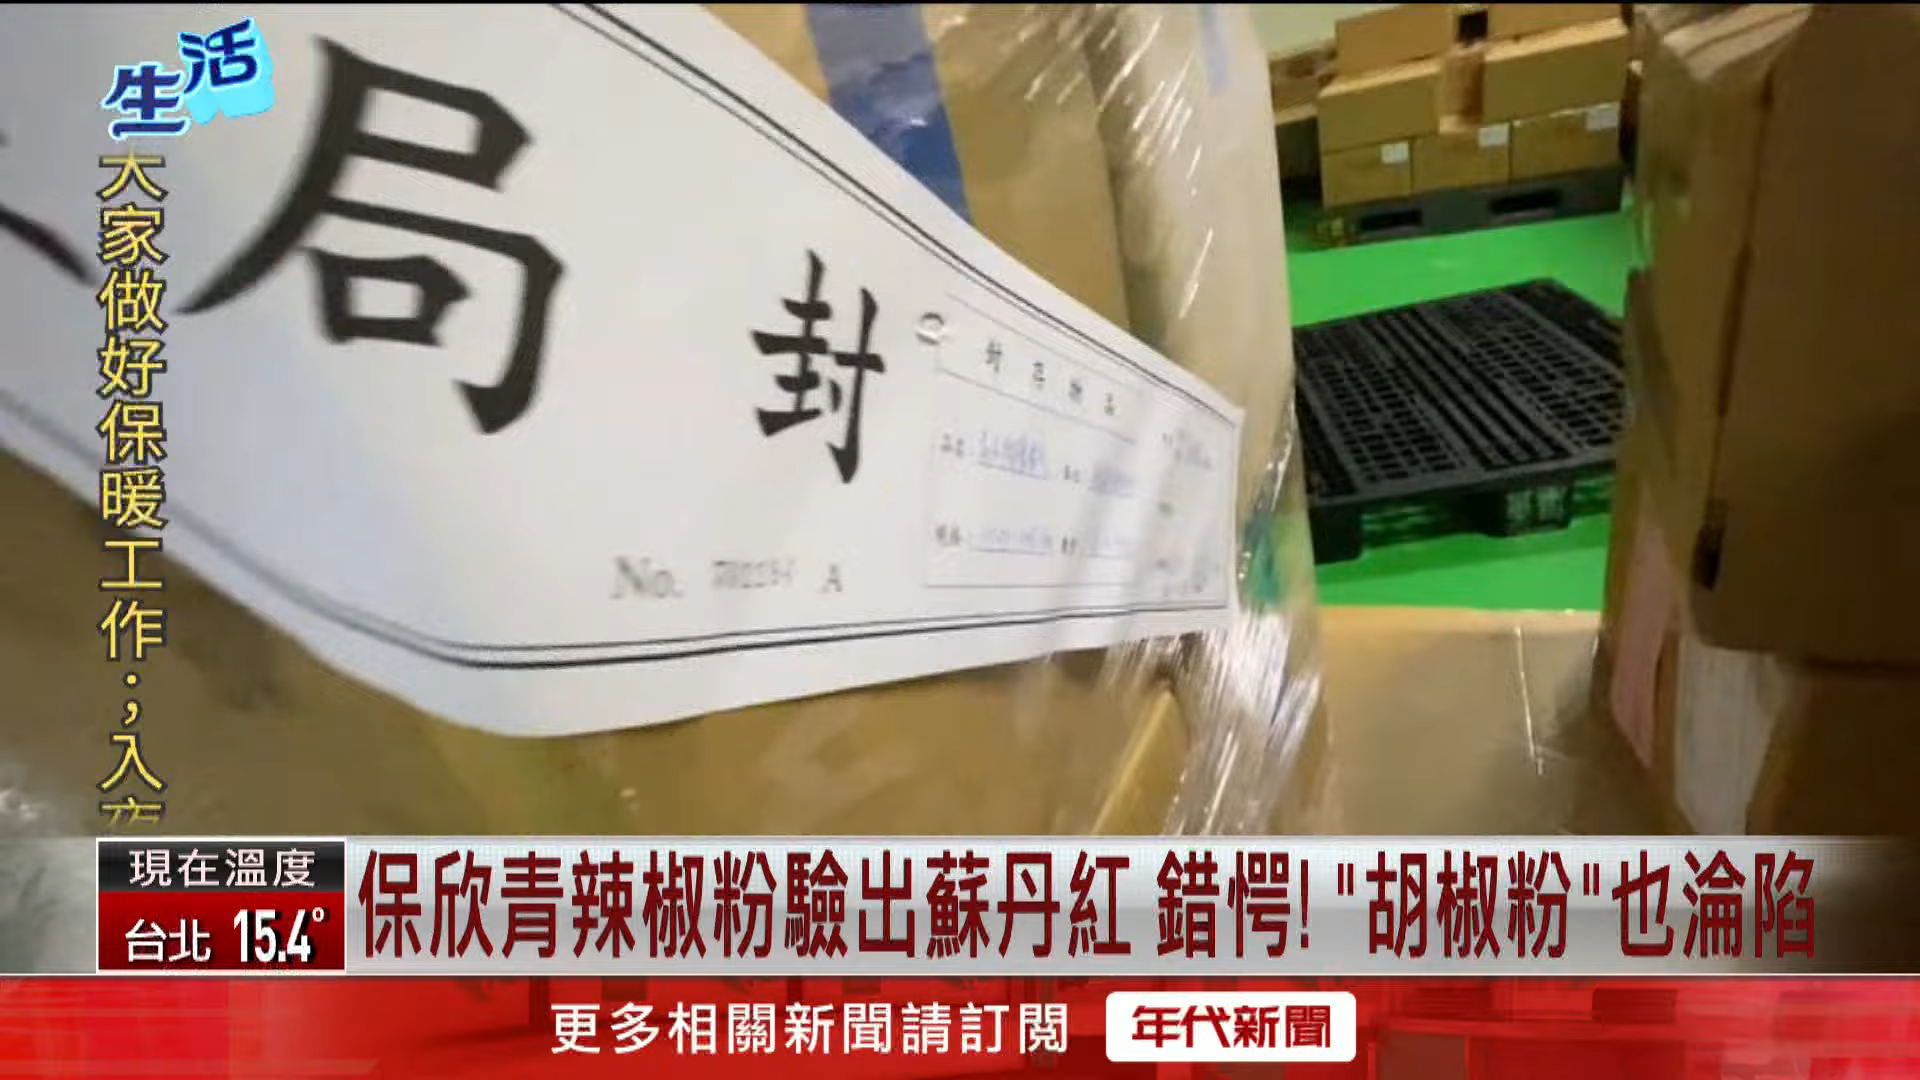 生活
大家做好保暖工作;入
局
封
No.
A
現在溫度
台北 15.4°
保欣青辣椒粉驗出蘇丹紅 錯愕!"胡椒粉"也淪陷
更多相關新聞請訂閱 年代新聞